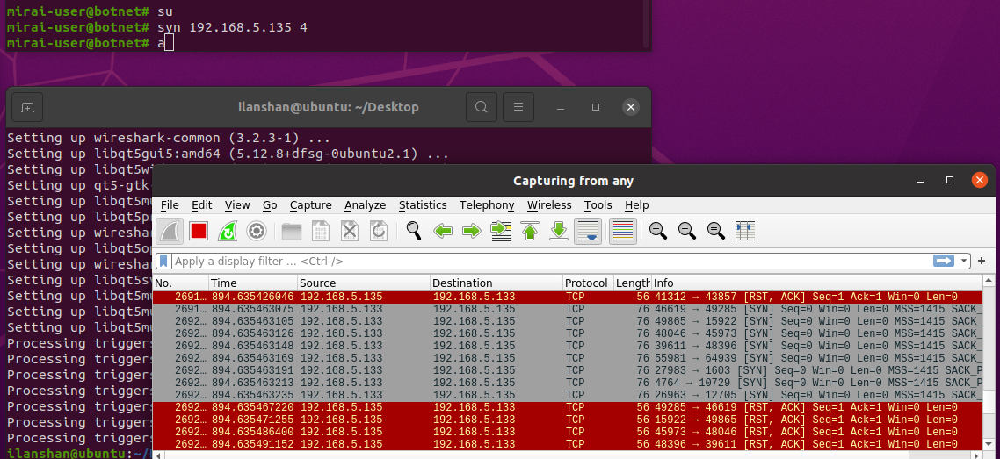 mirai-user@botnet# su
mirai-user@botnet# syn 192.168.5.135 4
mirai-user@botnet# a
ilanshan@ubuntu: ~/Desktop
Setting up wireshark-common (3.2.3-1) ...
Setting up libqt5gui5:amd64 (5.12.8+dfsg-0ubuntu2.1) ...
Setting up libqt5wi
Setting up qt5-gtk-
Setting up libqt5mu
Setting up libqt5pr
Setting up wireshar
Setting up libqt5op
Setting up wireshar
Setting up libqt5sv
Setting up libqt5mu
Setting up libqt5mu
Setting up libqt5mu
Processing triggers
Processing triggers
Processing triggers
Processing triggers
Processing triggers
Processing triggers
Processing triggers
ilanshan@ubuntu:~/
Capturing from any
File Edit View Go Capture Analyze Statistics Telephony Wireless Tools Help
Apply a display filter ... <Ctrl-/>
No. Time Source Destination Protocol Length Info
2691… 894.635426046 192.168.5.135 192.168.5.133 TCP 56 41312 → 43857 [RST, ACK] Seq=1 Ack=1 Win=0 Len=0
2691… 894.635463075 192.168.5.133 192.168.5.135 TCP 76 46619 → 49285 [SYN] Seq=0 Win=0 Len=0 MSS=1415 SACK_
2692… 894.635463105 192.168.5.133 192.168.5.135 TCP 76 49865 → 15922 [SYN] Seq=0 Win=0 Len=0 MSS=1415 SACK_
2692… 894.635463126 192.168.5.133 192.168.5.135 TCP 76 48046 → 45973 [SYN] Seq=0 Win=0 Len=0 MSS=1415 SACK_
2692… 894.635463148 192.168.5.133 192.168.5.135 TCP 76 39611 → 48396 [SYN] Seq=0 Win=0 Len=0 MSS=1415 SACK_
2692… 894.635463169 192.168.5.133 192.168.5.135 TCP 76 55981 → 64939 [SYN] Seq=0 Win=0 Len=0 MSS=1415 SACK_
2692… 894.635463191 192.168.5.133 192.168.5.135 TCP 76 27983 → 1603 [SYN] Seq=0 Win=0 Len=0 MSS=1415 SACK_P
2692… 894.635463213 192.168.5.133 192.168.5.135 TCP 76 4764 → 10729 [SYN] Seq=0 Win=0 Len=0 MSS=1415 SACK_P
2692… 894.635463235 192.168.5.133 192.168.5.135 TCP 76 26963 → 12705 [SYN] Seq=0 Win=0 Len=0 MSS=1415 SACK_
2692… 894.635467220 192.168.5.135 192.168.5.133 TCP 56 49285 → 46619 [RST, ACK] Seq=1 Ack=1 Win=0 Len=0
2692… 894.635471255 192.168.5.135 192.168.5.133 TCP 56 15922 → 49865 [RST, ACK] Seq=1 Ack=1 Win=0 Len=0
2692… 894.635486400 192.168.5.135 192.168.5.133 TCP 56 45973 → 48046 [RST, ACK] Seq=1 Ack=1 Win=0 Len=0
2692… 894.635491152 192.168.5.135 192.168.5.133 TCP 56 48396 → 39611 [RST, ACK] Seq=1 Ack=1 Win=0 Len=0